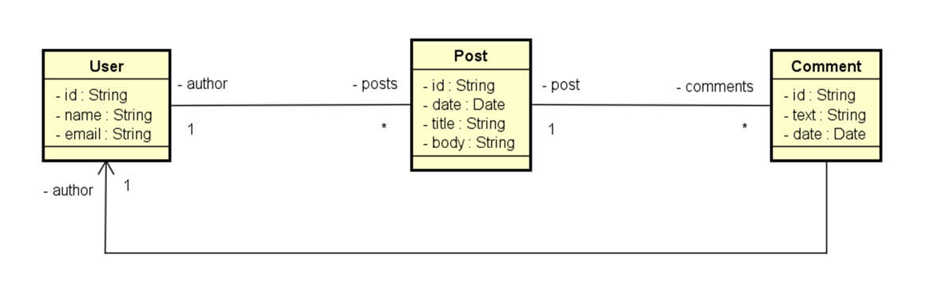 User
- id : String
- name : String
- email : String
- author
1
- posts
*
Post
- id : String
- date : Date
- title : String
- body : String
- post
1
- comments
*
Comment
- id : String
- text : String
- date : Date
- author
1